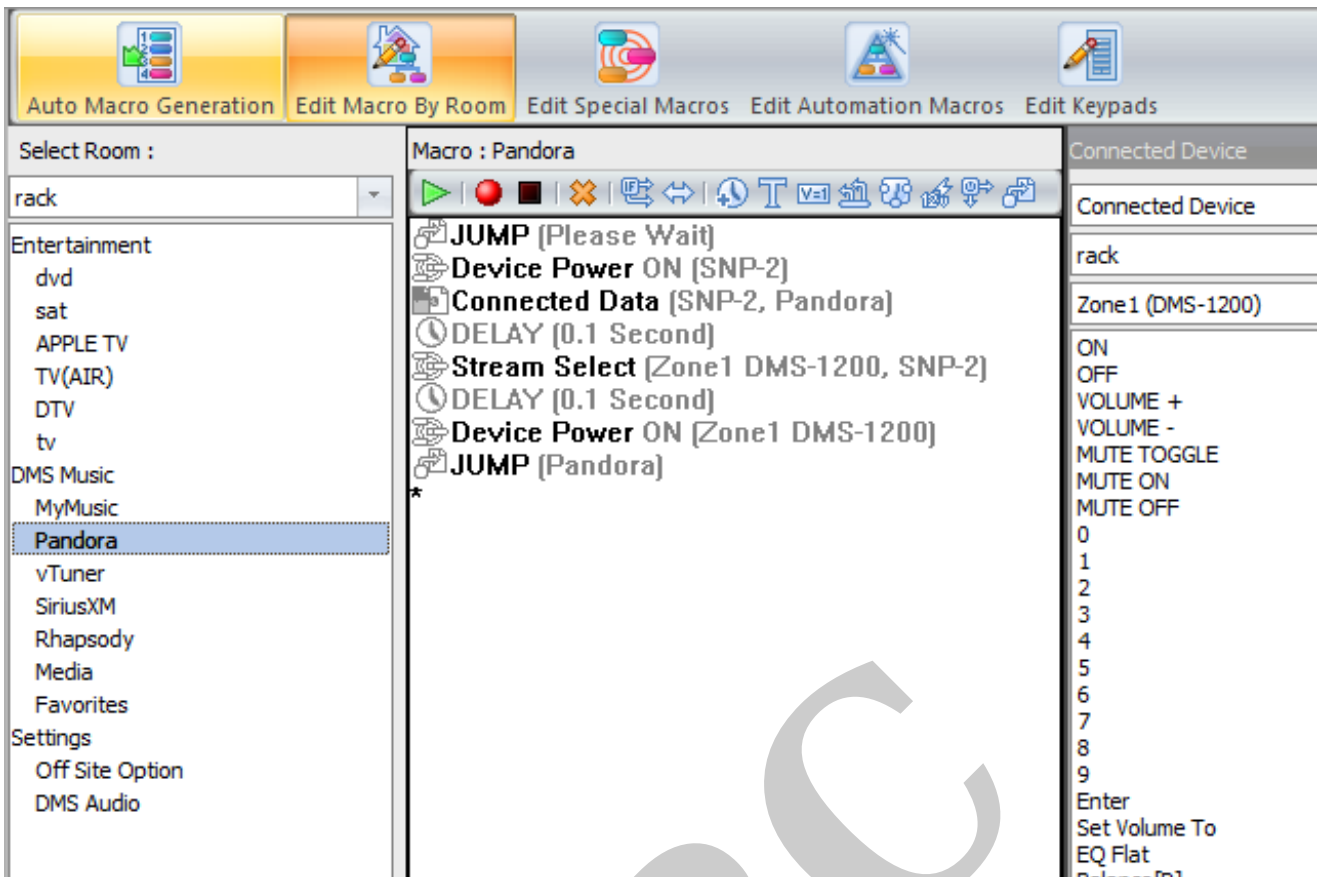 Auto Macro Generation Edit Macro By Room Edit Special Macros Edit Automation Macros Edit Keypads
Select Room :
rack
Entertainment
dvd
sat
APPLE TV
TV(AIR)
DTV
tv
DMS Music
MyMusic
Pandora
vTuner
SiriusXM
Rhapsody
Media
Favorites
Settings
Off Site Option
DMS Audio
Macro : Pandora
JUMP (Please Wait)
Device Power ON (SNP-2)
Connected Data (SNP-2, Pandora)
DELAY (0.1 Second)
Stream Select (Zone1 DMS-1200, SNP-2)
DELAY (0.1 Second)
Device Power ON (Zone1 DMS-1200)
JUMP (Pandora)
*
Connected Device
Connected Device
rack
Zone1 (DMS-1200)
ON
OFF
VOLUME +
VOLUME -
MUTE TOGGLE
MUTE ON
MUTE OFF
0
1
2
3
4
5
6
7
8
9
Enter
Set Volume To
EQ Flat